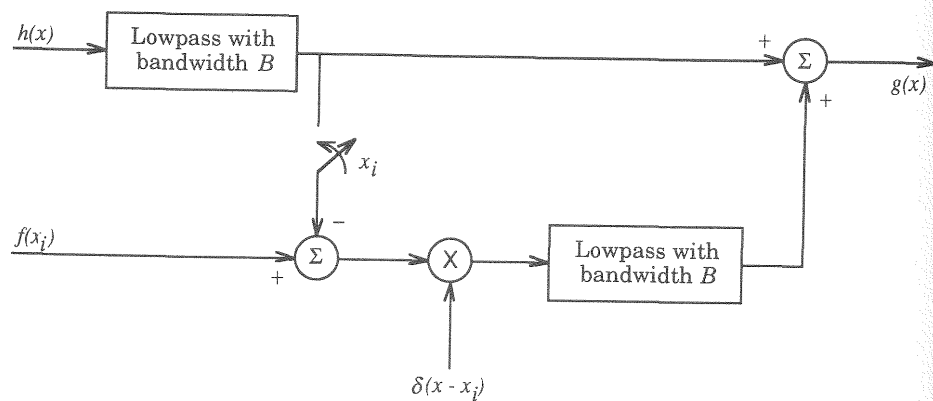 h(x)
Lowpass with
bandwidth B
+
Σ
g(x)
+
x_i
−
f(x_i)
+
Σ
X
Lowpass with
bandwidth B
δ(x - x_i)